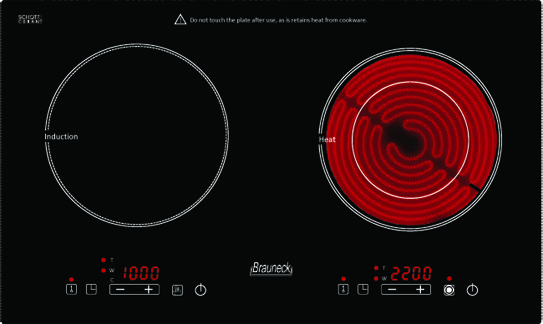 SCHOTT
CERAN
Do not touch the plate after use, as is retains heat from cookware.
Induction
Heat
T
W
C
1000
Brauneck
T
W
2200